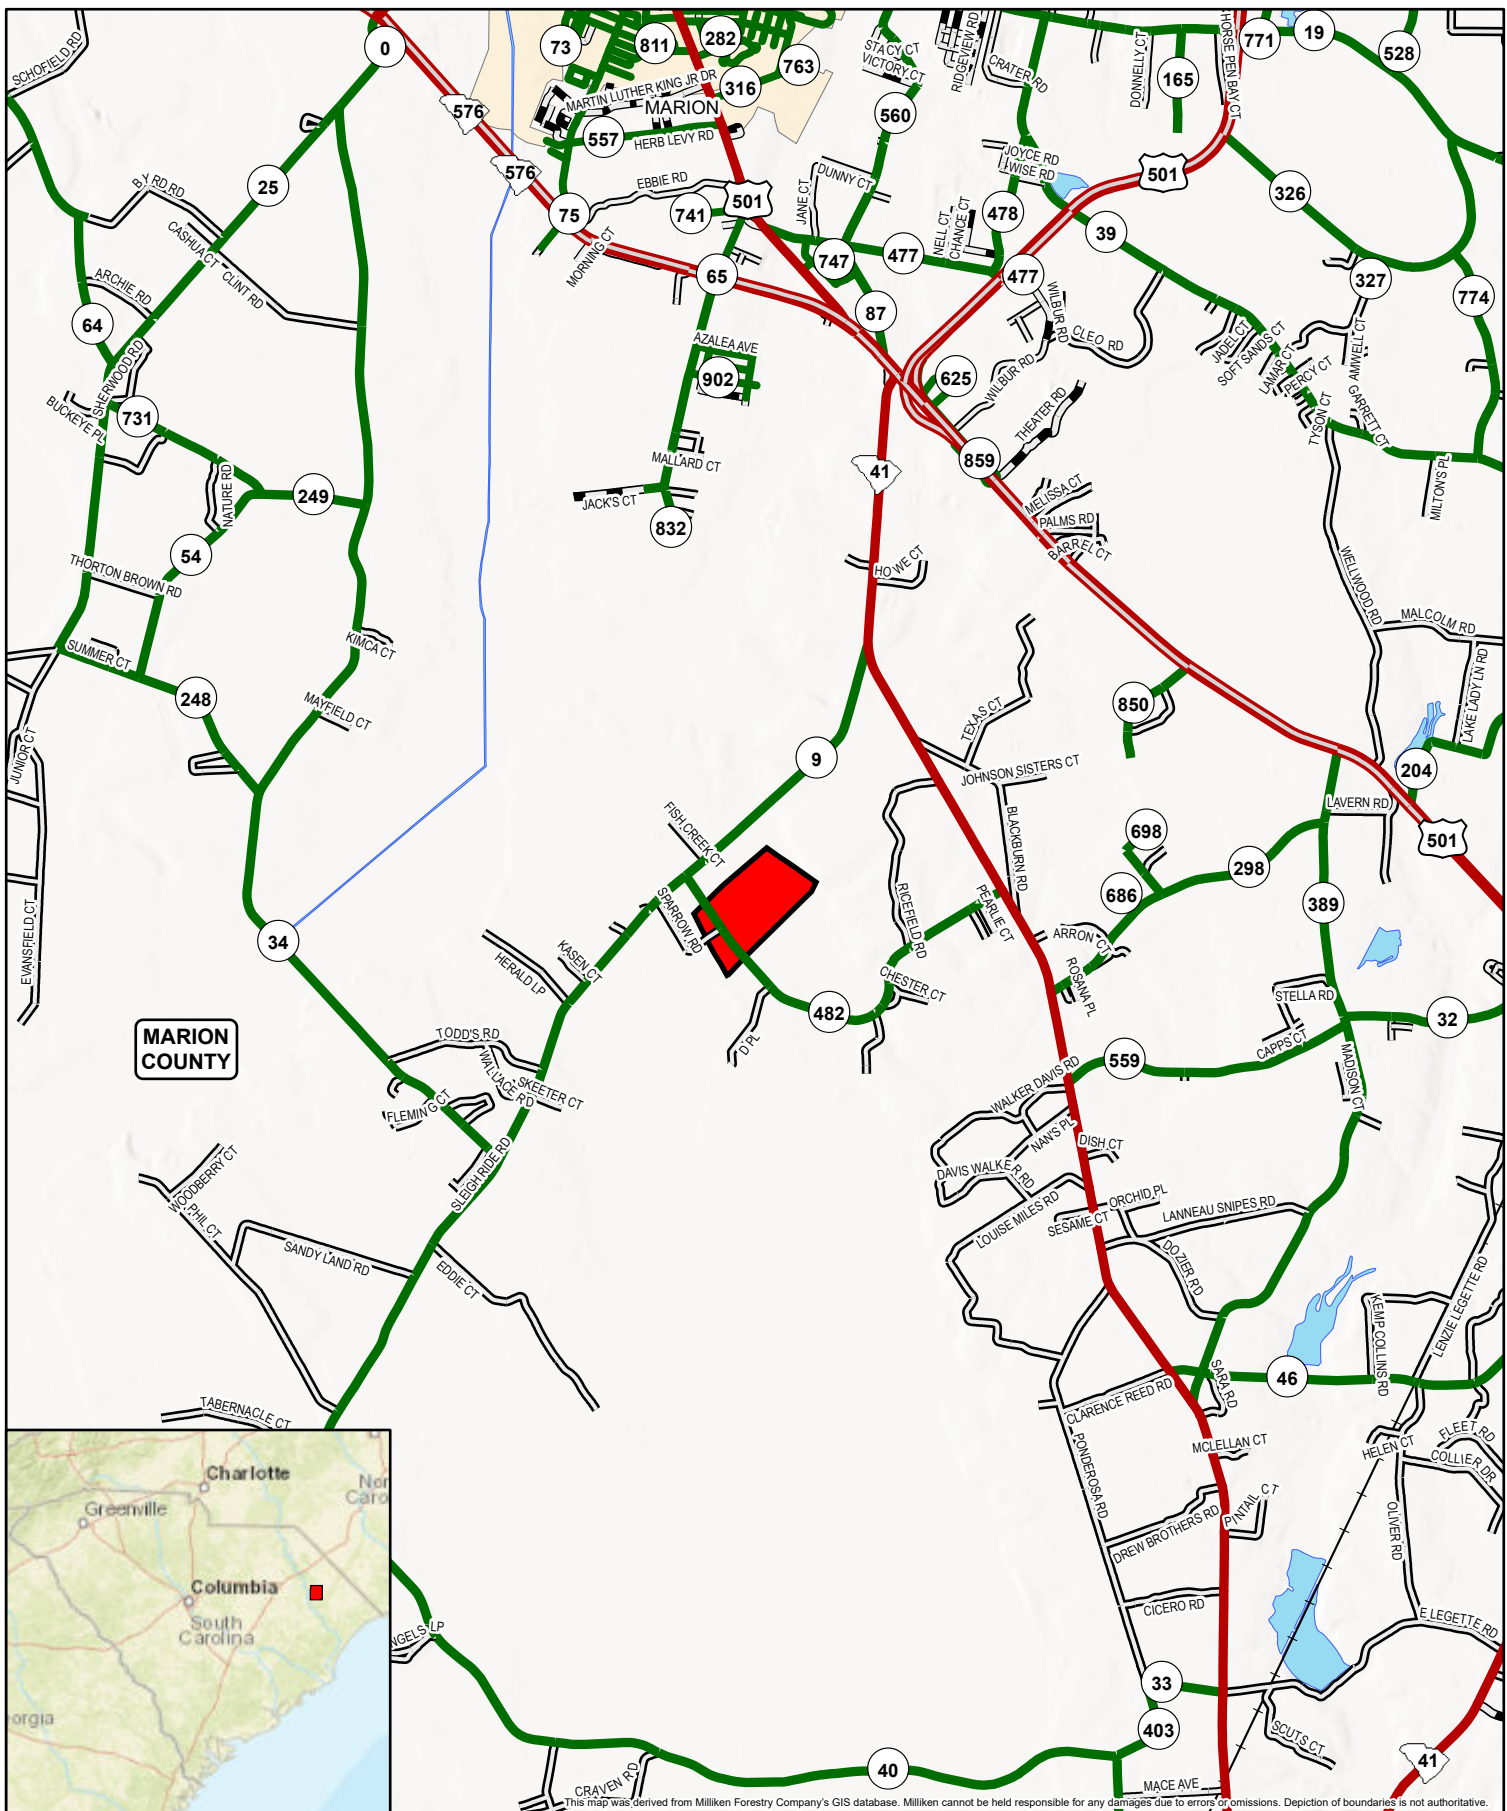 SCHOFIELD RD
0
73
811
282
763
STACY CT
VICTORY CT
RIDGEVIEW RD
CRATER RD
DONNELLY CT
165
HORSE PEN BAY CT
771
19
528
576
MARTIN LUTHER KING JR DR
316
MARION
560
557
HERB LEVY RD
JOYCE RD
WISE RD
576
501
BYRD RD
25
EBBIE RD
DUNNY CT
326
75
741
501
JANE CT
NELL CT
CHANCE CT
478
39
CASHUA CT
CLINT RD
MORNING CT
65
747
477
477
327
ARCHIE RD
64
87
WILBUR RD
CLEO RD
774
SHERWOOD RD
AZALEA AVE
902
625
WILBUR RD
JADEL CT
SOFT SANDS CT
LAMAR CT
PERCY CT
AMWELL CT
BUCKEYE PL
731
THEATER RD
TYSON CT
GARRETT CT
MALLARD CT
41
859
NATURE RD
249
JACK'S CT
832
MELISSA CT
PALMS RD
BARREL CT
MILTON'S PL
54
THORTON BROWN RD
HOWE CT
WELLWOOD RD
MALCOLM RD
SUMMER CT
KIMCA CT
LAKE LADY LN RD
248
MAYFIELD CT
TEXAS CT
850
JUNIOR CT
9
JOHNSON SISTERS CT
204
LAVERN RD
FISH CREEK CT
BLACKBURN RD
698
501
298
686
389
EVANSFIELD CT
SPARROW RD
RICEFIELD RD
PEARLIE CT
34
HERALD LP
KASEN CT
ARRON CT
ROSANA PL
CHESTER CT
STELLA RD
482
32
MARION
COUNTY
TODD'S RD
WALLACE RD
SKEETER CT
D PL
559
CAPPS CT
MADISON CT
FLEMING CT
WALKER DAVIS RD
NAN'S PL
DISH CT
SLEIGH RIDE RD
DAVIS WALKER RD
WOODBERRY CT
PHIL CT
LOUISE MILES RD
SESAME CT
ORCHID PL
LANNEAU SNIPES RD
SANDY LAND RD
EDDIE CT
DOZIER RD
KEMP COLLINS RD
LENZIE LEGETTE RD
46
SARA RD
TABERNACLE CT
CLARENCE REED RD
PONDEROSA RD
MCLELLAN CT
HELEN CT
FLEET RD
COLLIER DR
Charlotte
Nor
Caro
Greenville
DREW BROTHERS RD
PINTAIL CT
OLIVER RD
Columbia
South
Carolina
CICERO RD
E LEGETTE RD
NGELS LP
orgia
33
403
SCUTS CT
40
41
CRAVEN RD
MACE AVE
This map was derived from Milliken Forestry Company's GIS database. Milliken cannot be held responsible for any damages due to errors or omissions. Depiction of boundaries is not authoritative.